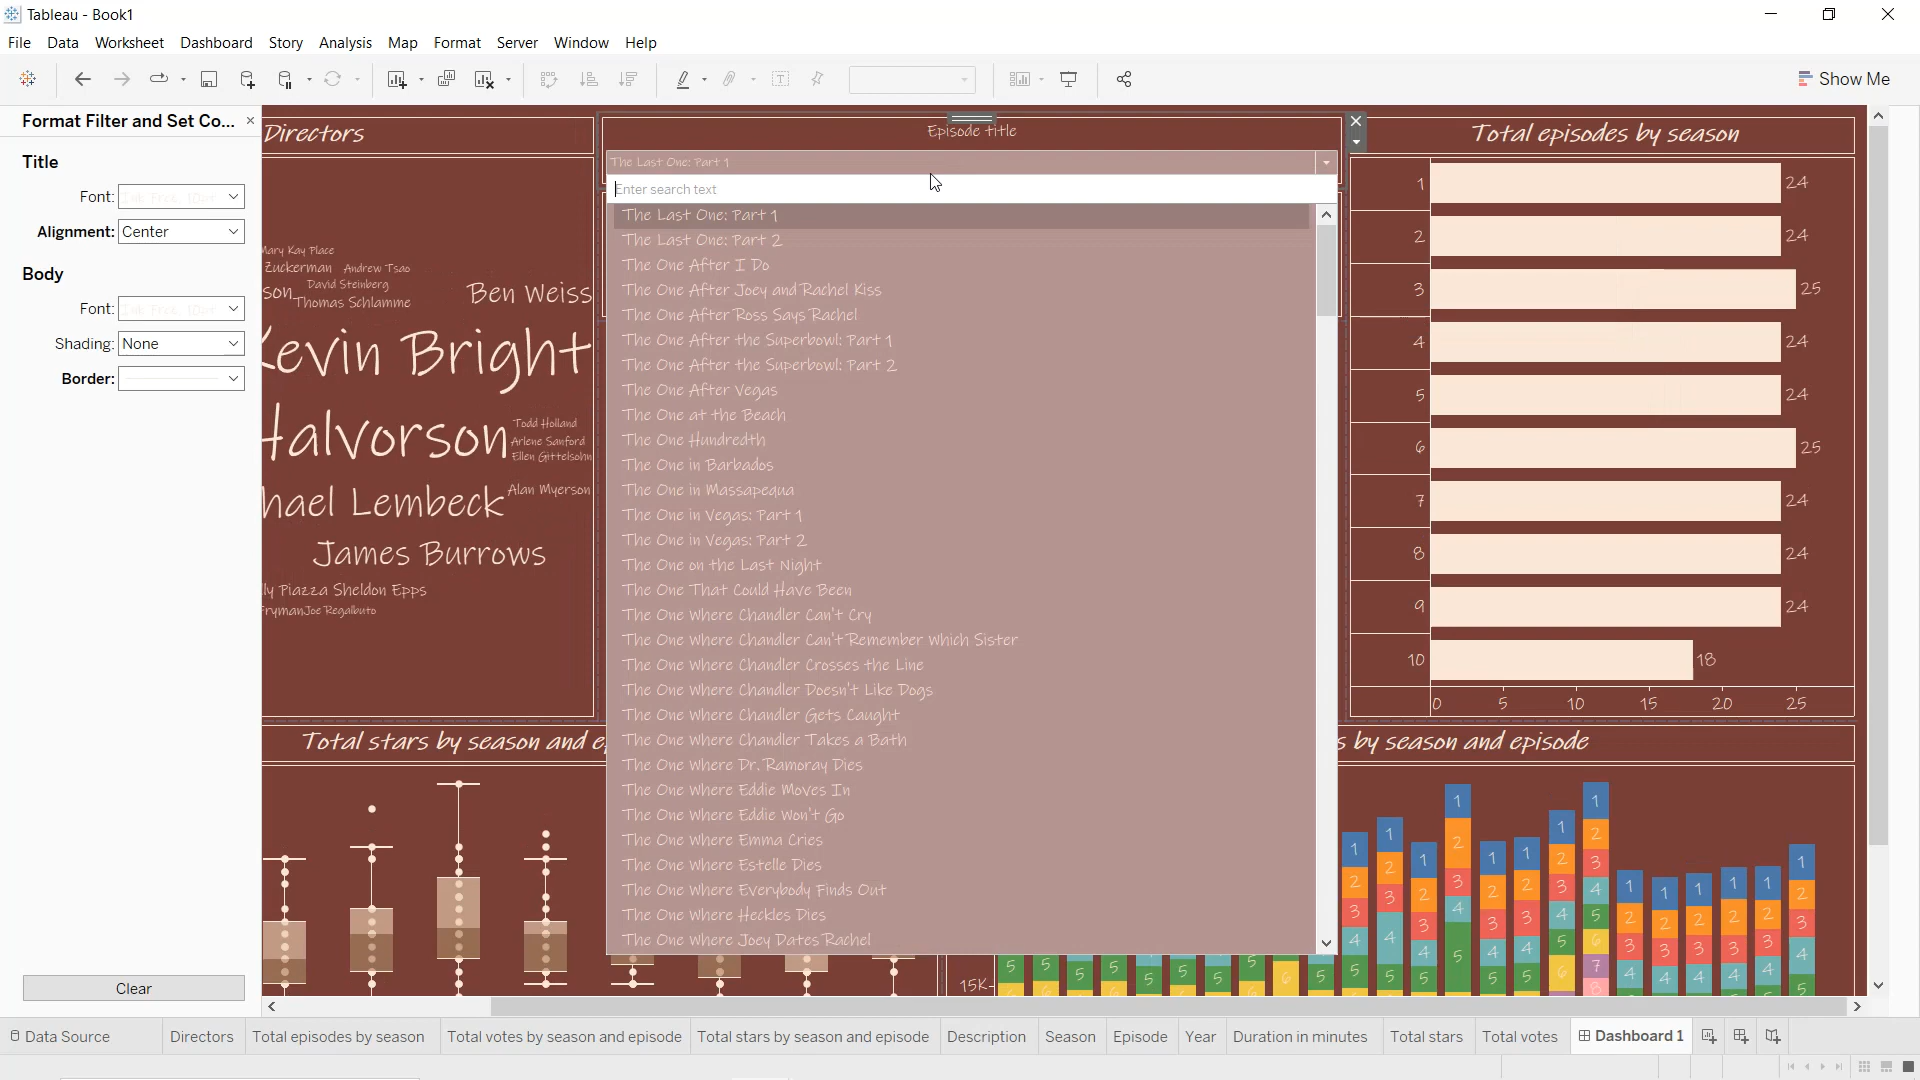 Tableau - Book1
File Data Worksheet Dashboard Story Analysis Map Format Server Window Help
Show Me
Format Filter and Set Co...
Title
Font:
Alignment: Center
Body
Font:
Shading: None
Border:
Clear
Directors
Mary Kay Place
Zuckerman Andrew Tsao
David Steinberg
son
Thomas Schlamme
Ben Weiss
Kevin Bright
Halvorson
Todd Holland
Arlene Sanford
Ellen Gittelsohn
hael Lembeck
Alan Myerson
James Burrows
lly Piazza Sheldon Epps
Fryman Joe Regalbuto
Episode title
The Last One: Part 1
Enter search text
The Last One: Part 1
The Last One: Part 2
The One After I Do
The One After Joey and Rachel Kiss
The One After Ross Says Rachel
The One After the Superbowl: Part 1
The One After the Superbowl: Part 2
The One After Vegas
The One at the Beach
The One Hundredth
The One in Barbados
The One in Massapequa
The One in Vegas: Part 1
The One in Vegas: Part 2
The One on the Last Night
The One That Could Have Been
The One Where Chandler Can't Cry
The One Where Chandler Can't Remember Which Sister
The One Where Chandler Crosses the Line
The One Where Chandler Doesn't Like Dogs
The One Where Chandler Gets Caught
The One Where Chandler Takes a Bath
The One Where Dr. Ramoray Dies
The One Where Eddie Moves In
The One Where Eddie Won't Go
The One Where Emma Cries
The One Where Estelle Dies
The One Where Everybody Finds Out
The One Where Heckles Dies
The One Where Joey Dates Rachel
Total episodes by season
1 24
2 24
3 25
4 24
5 24
6 25
7 24
8 24
9 24
10 18
0 5 10 15 20 25
Total stars by season and ep
s by season and episode
15K
Data Source Directors Total episodes by season Total votes by season and episode Total stars by season and episode Description Season Episode Year Duration in minutes Total stars Total votes Dashboard 1